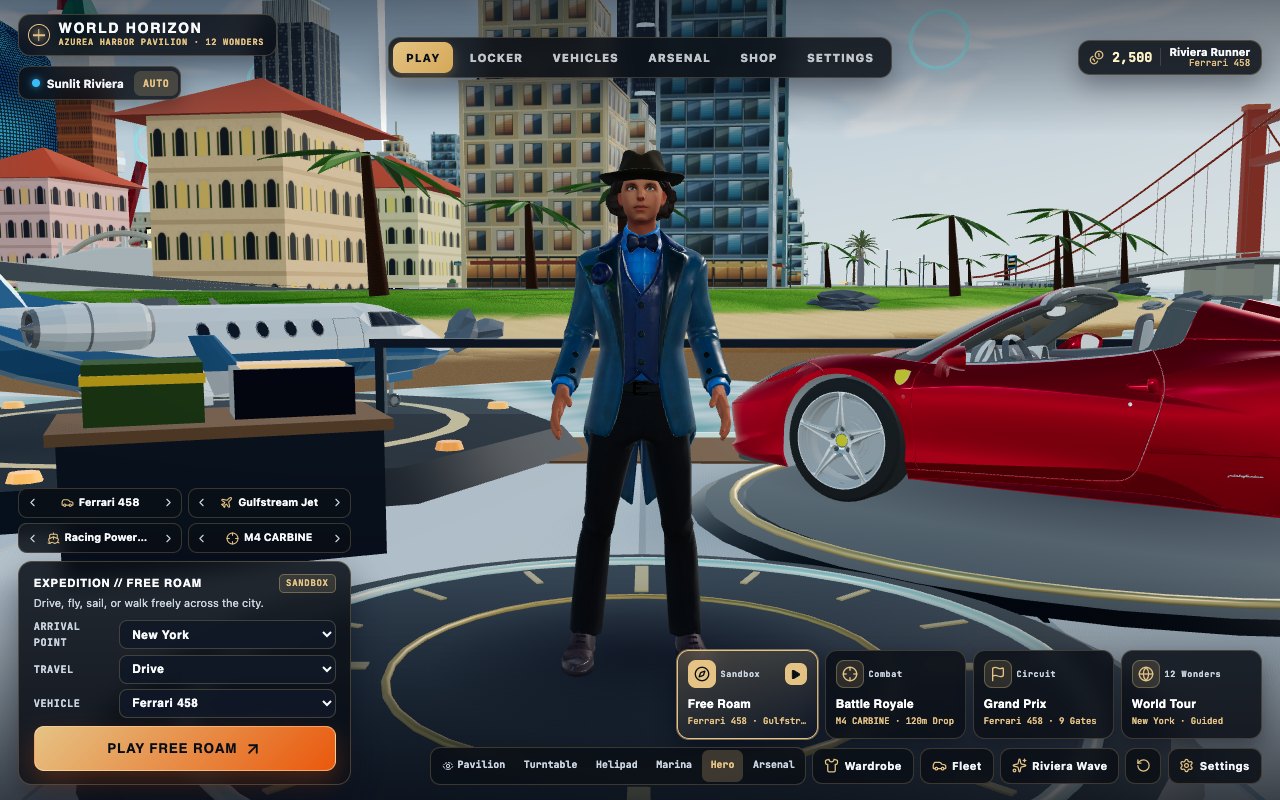 WORLD HORIZON
AZUREA HARBOR PAVILION · 12 WONDERS
Sunlit Riviera AUTO
PLAY LOCKER VEHICLES ARSENAL SHOP SETTINGS
2,500
Riviera Runner
Ferrari 458
Ferrari 458
Gulfstream Jet
Racing Power...
M4 CARBINE
EXPEDITION // FREE ROAM SANDBOX
Drive, fly, sail, or walk freely across the city.
ARRIVAL POINT New York
TRAVEL Drive
VEHICLE Ferrari 458
PLAY FREE ROAM
Sandbox
Free Roam
Ferrari 458 · Gulfstr…
Combat
Battle Royale
M4 CARBINE · 120m Drop
Circuit
Grand Prix
Ferrari 458 · 9 Gates
12 Wonders
World Tour
New York · Guided
Pavilion Turntable Helipad Marina Hero Arsenal
Wardrobe
Fleet
Riviera Wave
Settings